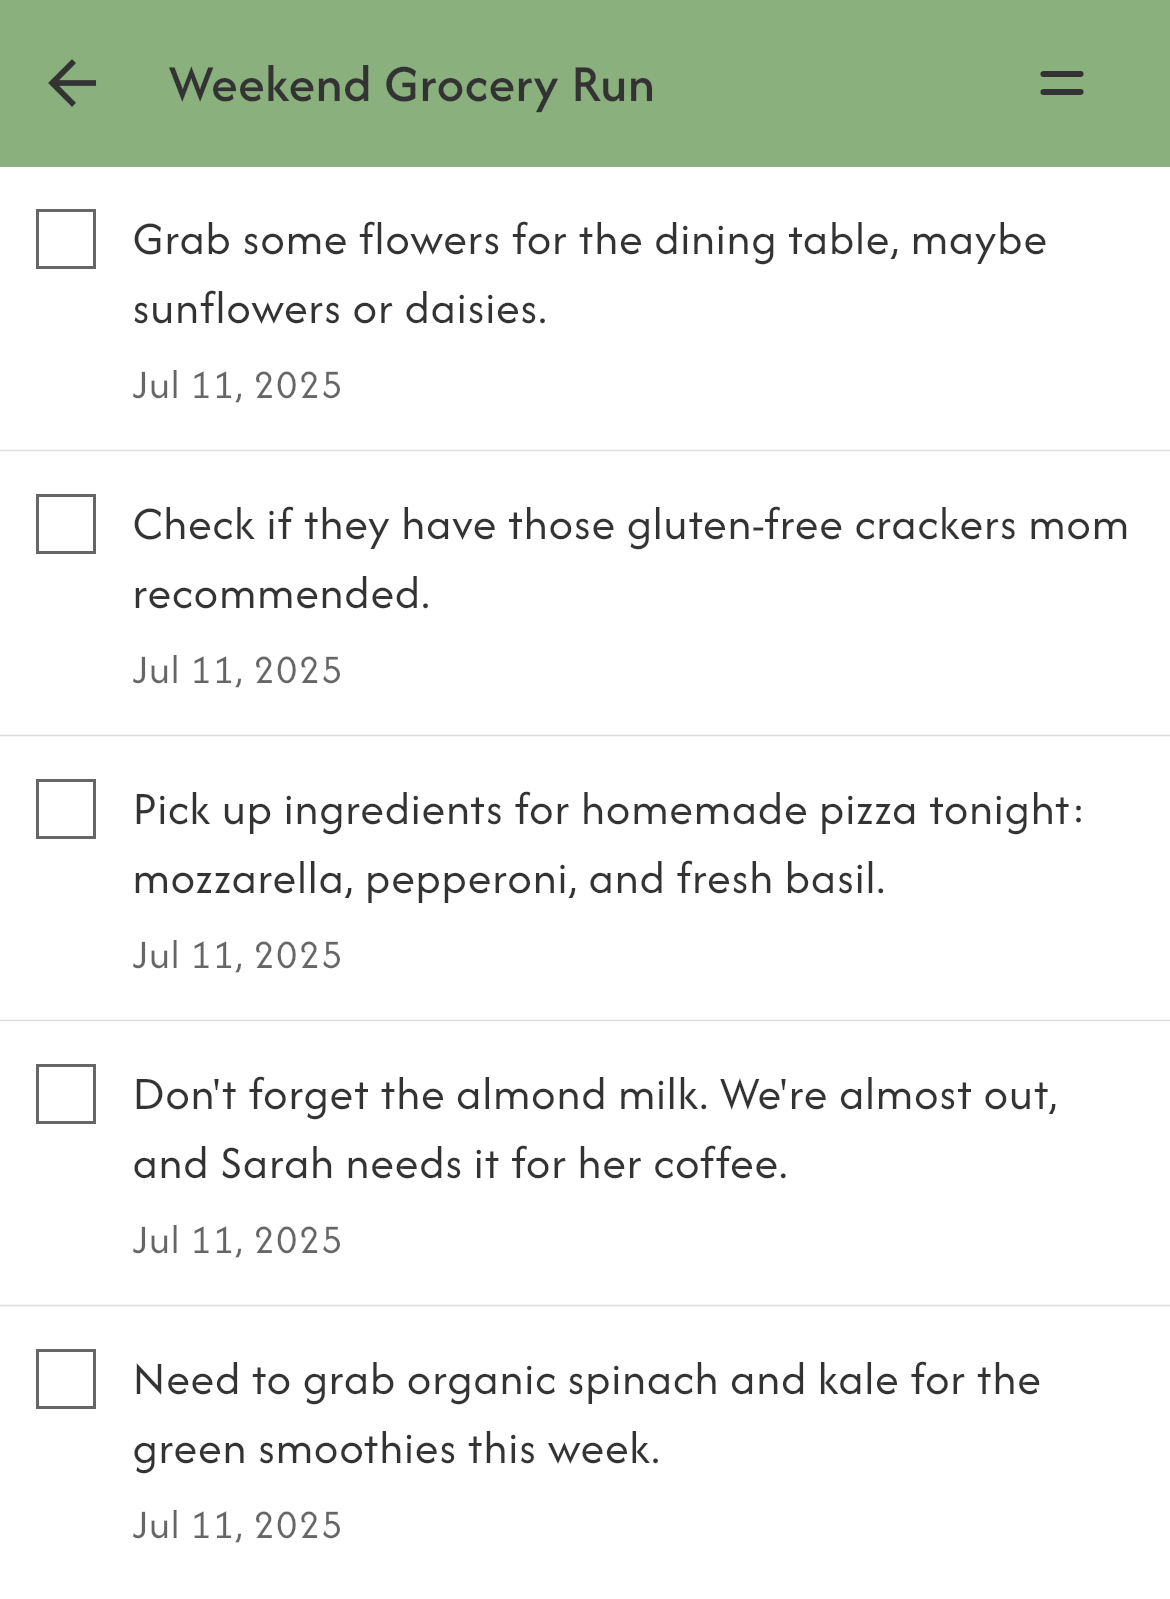 Weekend Grocery Run
Grab some flowers for the dining table, maybe
sunflowers or daisies.
Jul 11, 2025
Check if they have those gluten-free crackers mom
recommended.
Jul 11, 2025
Pick up ingredients for homemade pizza tonight:
mozzarella, pepperoni, and fresh basil.
Jul 11, 2025
Don't forget the almond milk. We're almost out,
and Sarah needs it for her coffee.
Jul 11, 2025
Need to grab organic spinach and kale for the
green smoothies this week.
Jul 11, 2025